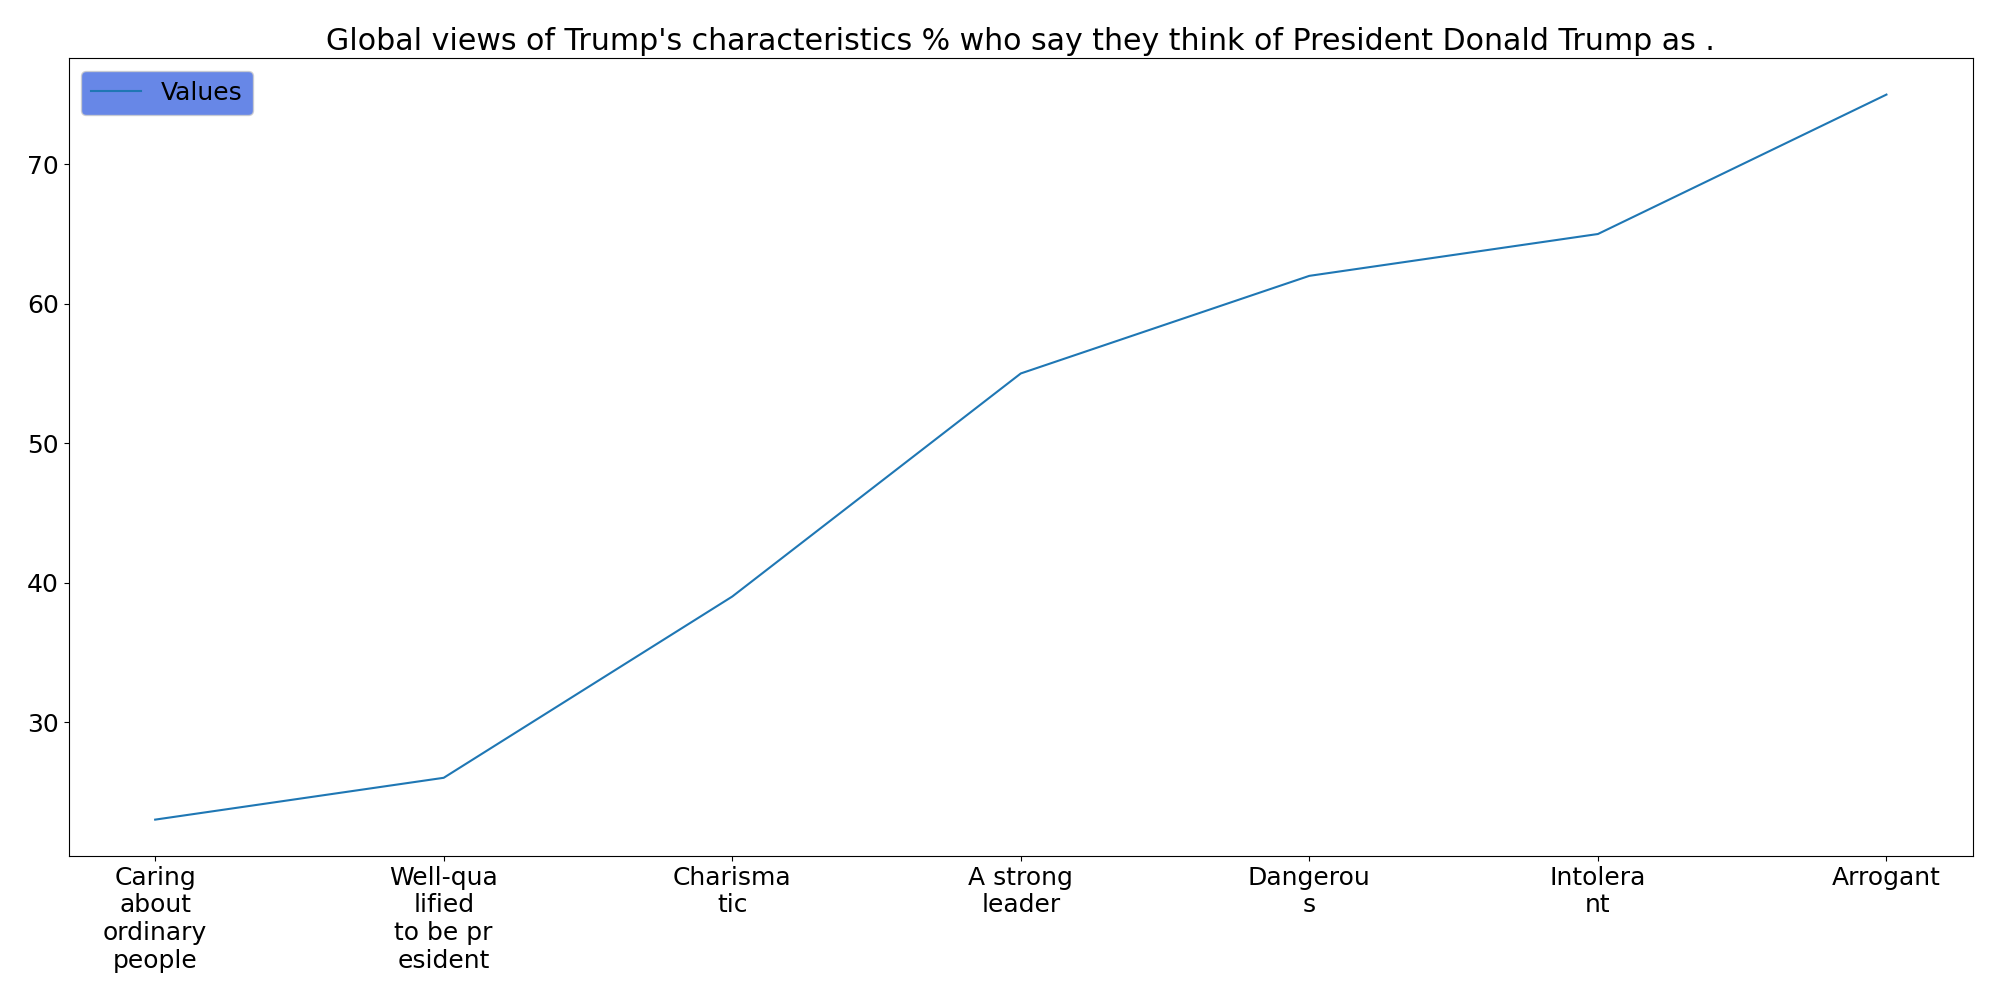 Global views of Trump's characteristics % who say they think of President Donald Trump as .
Values
70
60
50
40
30
Caring
about
ordinary
people
Well-qua
lified
to be pr
esident
Charisma
tic
A strong
leader
Dangerou
s
Intolera
nt
Arrogant